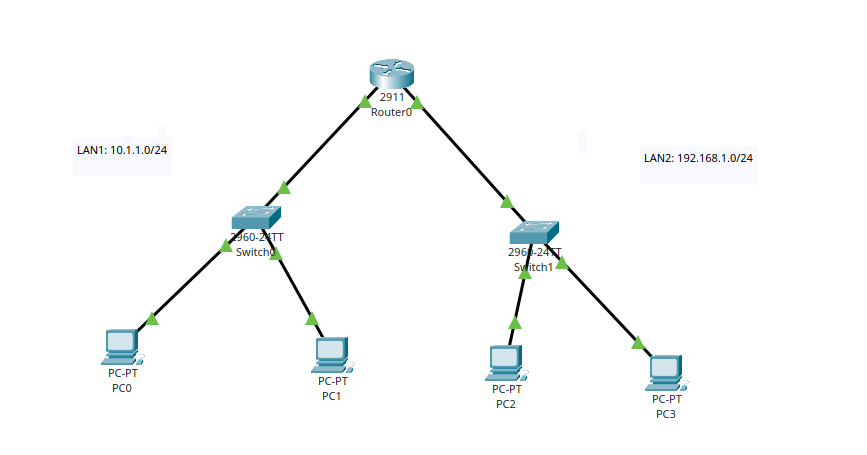 2911
Router0
LAN1: 10.1.1.0/24
LAN2: 192.168.1.0/24
2960-24TT
Switch0
2960-24TT
Switch1
PC-PT
PC0
PC-PT
PC1
PC-PT
PC2
PC-PT
PC3